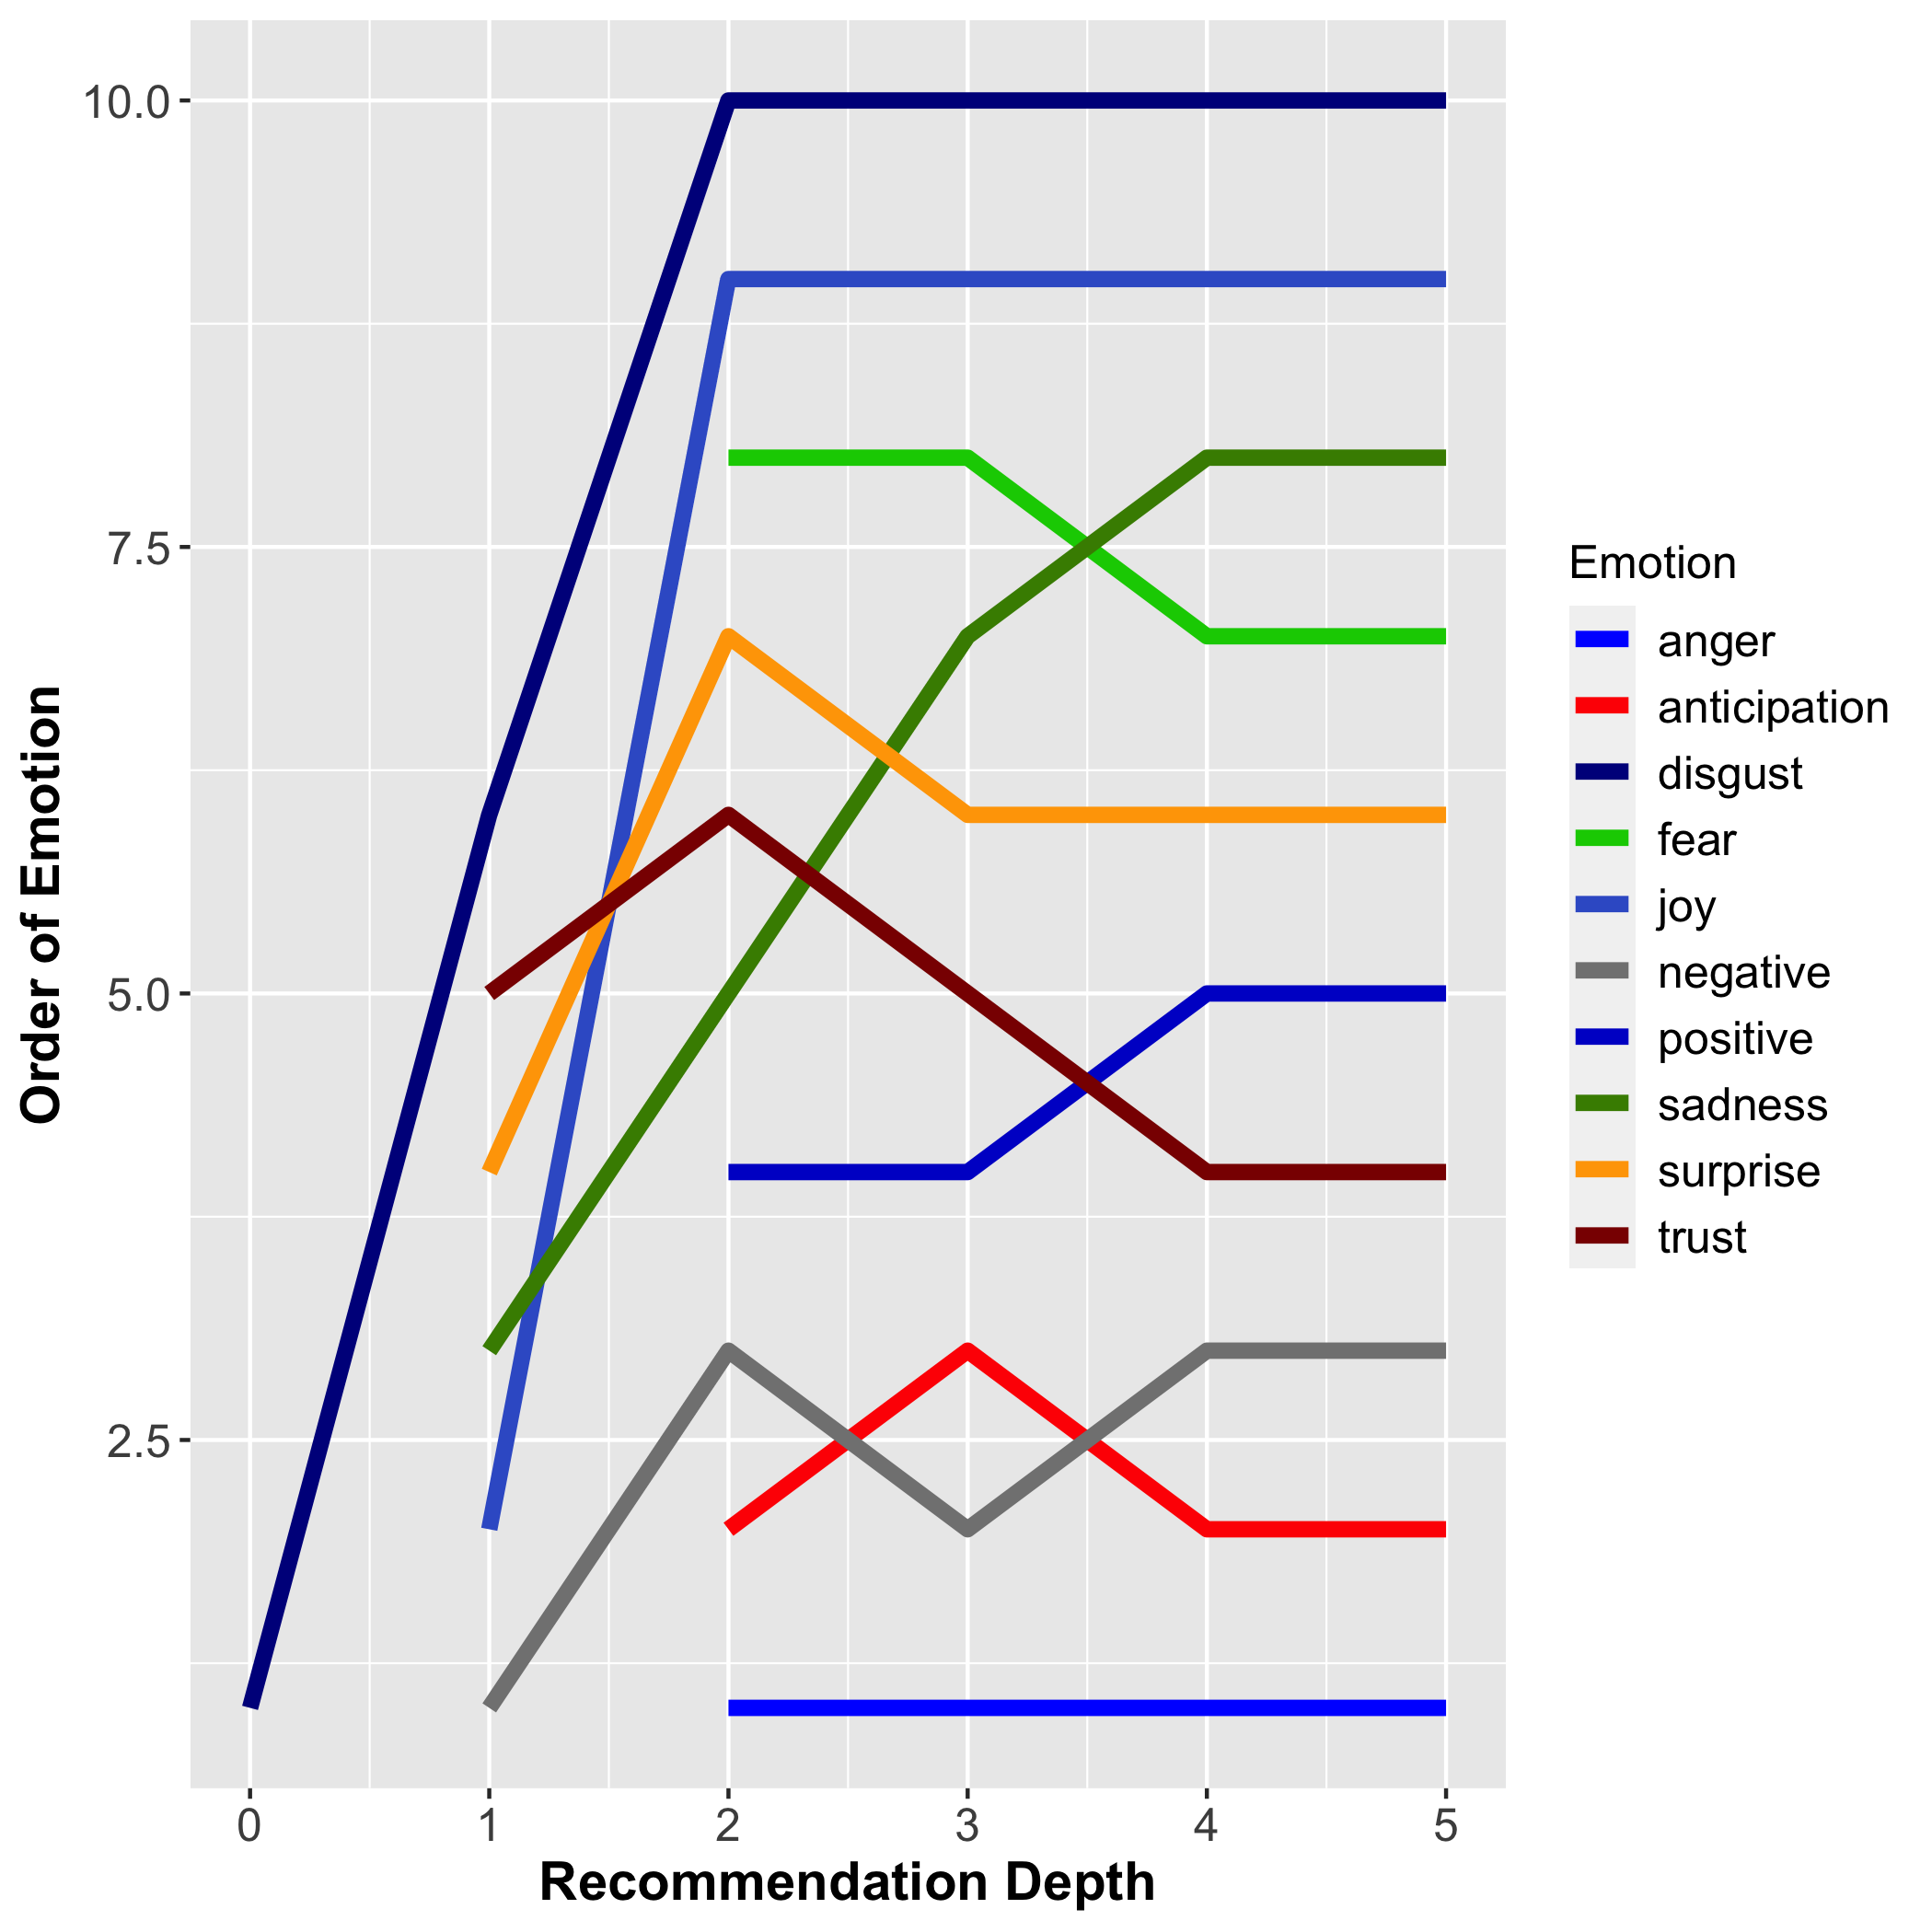 10.0
7.5
5.0
2.5
Order of Emotion
0 1 2 3 4 5
Recommendation Depth
Emotion
anger
anticipation
disgust
fear
joy
negative
positive
sadness
surprise
trust